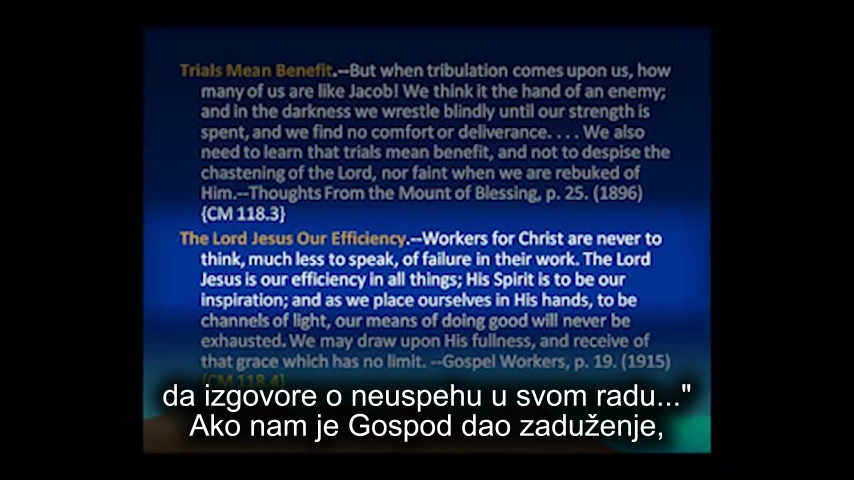 Trials Mean Benefit.--But when tribulation comes upon us, how
many of us are like Jacob! We think it the hand of an enemy;
and in the darkness we wrestle blindly until our strength is
spent, and we find no comfort or deliverance. . . . We also
need to learn that trials mean benefit, and not to despise the
chastening of the Lord, nor faint when we are rebuked of
Him.--Thoughts From the Mount of Blessing, p. 25. (1896)
{CM 118.3}
The Lord Jesus Our Efficiency.--Workers for Christ are never to
think, much less to speak, of failure in their work. The Lord
Jesus is our efficiency in all things; His Spirit is to be our
inspiration; and as we place ourselves in His hands, to be
channels of light, our means of doing good will never be
exhausted. We may draw upon His fullness, and receive of
that grace which has no limit. --Gospel Workers, p. 19. (1915)
{CM 118.4}
da izgovore o neuspehu u svom radu..."
Ako nam je Gospod dao zaduženje,